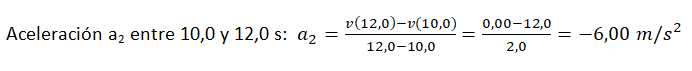 Aceleración a₂ entre 10,0 y 12,0 s: a₂ = (v(12,0)−v(10,0))/(12,0−10,0) = (0,00−12,0)/(2,0) = −6,00 m/s²